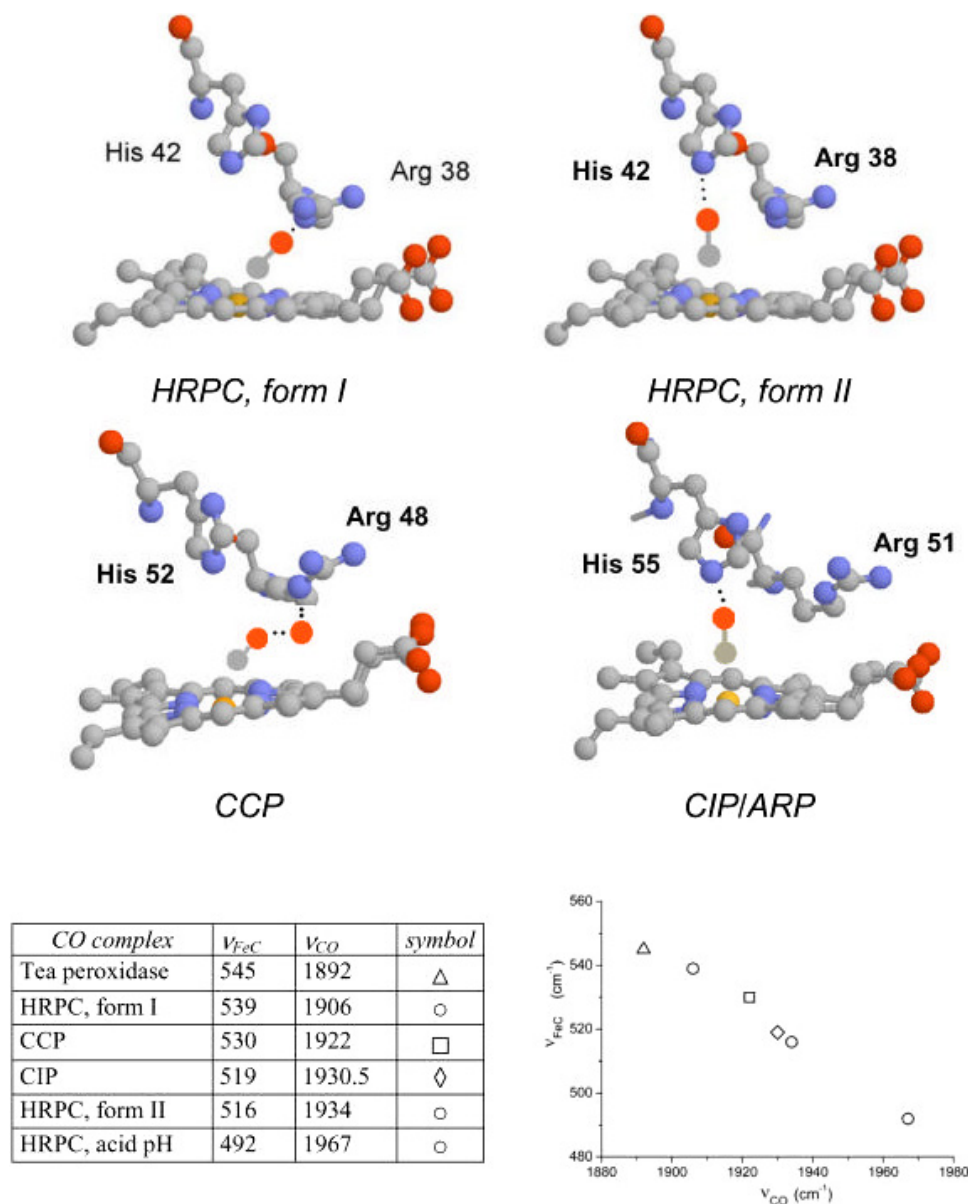 His 42
Arg 38
HRPC, form I
His 42
Arg 38
HRPC, form II
His 52
Arg 48
CCP
His 55
Arg 51
CIP/ARP
CO complex νFeC νCO symbol
Tea peroxidase 545 1892 △
HRPC, form I 539 1906 ○
CCP 530 1922 □
CIP 519 1930.5 ◇
HRPC, form II 516 1934 ○
HRPC, acid pH 492 1967 ○
560
540
520
500
480
νFeC (cm⁻¹)
1880 1900 1920 1940 1960 1980
νCO (cm⁻¹)